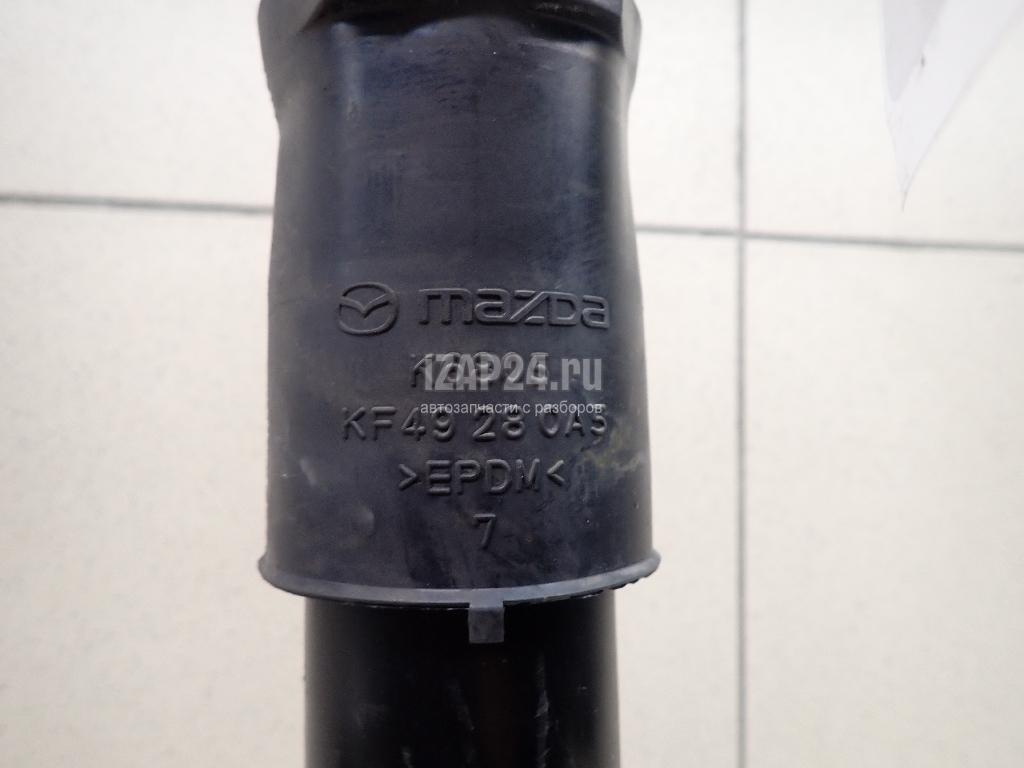 mazda
1ZAP24.ru
автозапчасти с разборов
KF49 28 0A5
>EPDM<
7